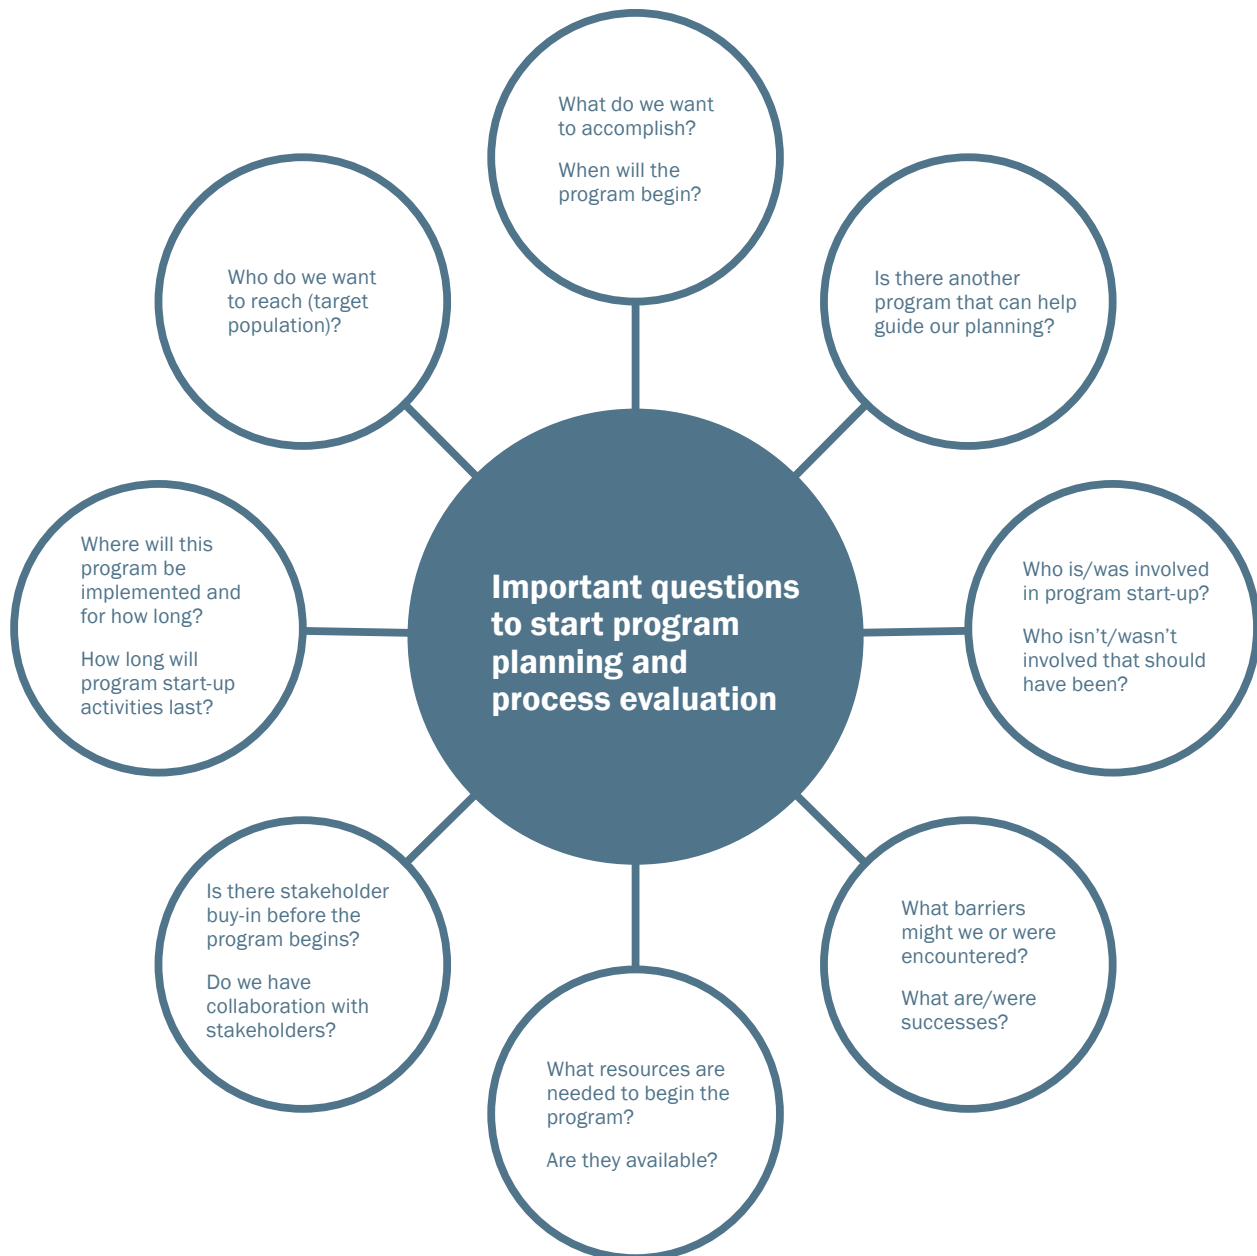 What do we want
to accomplish?
When will the
program begin?
Is there another
program that can help
guide our planning?
Who is/was involved
in program start-up?
Who isn’t/wasn’t
involved that should
have been?
What barriers
might we or were
encountered?
What are/were
successes?
What resources are
needed to begin the
program?
Are they available?
Is there stakeholder
buy-in before the
program begins?
Do we have
collaboration with
stakeholders?
Where will this
program be
implemented and
for how long?
How long will
program start-up
activities last?
Who do we want
to reach (target
population)?
Important questions
to start program
planning and
process evaluation